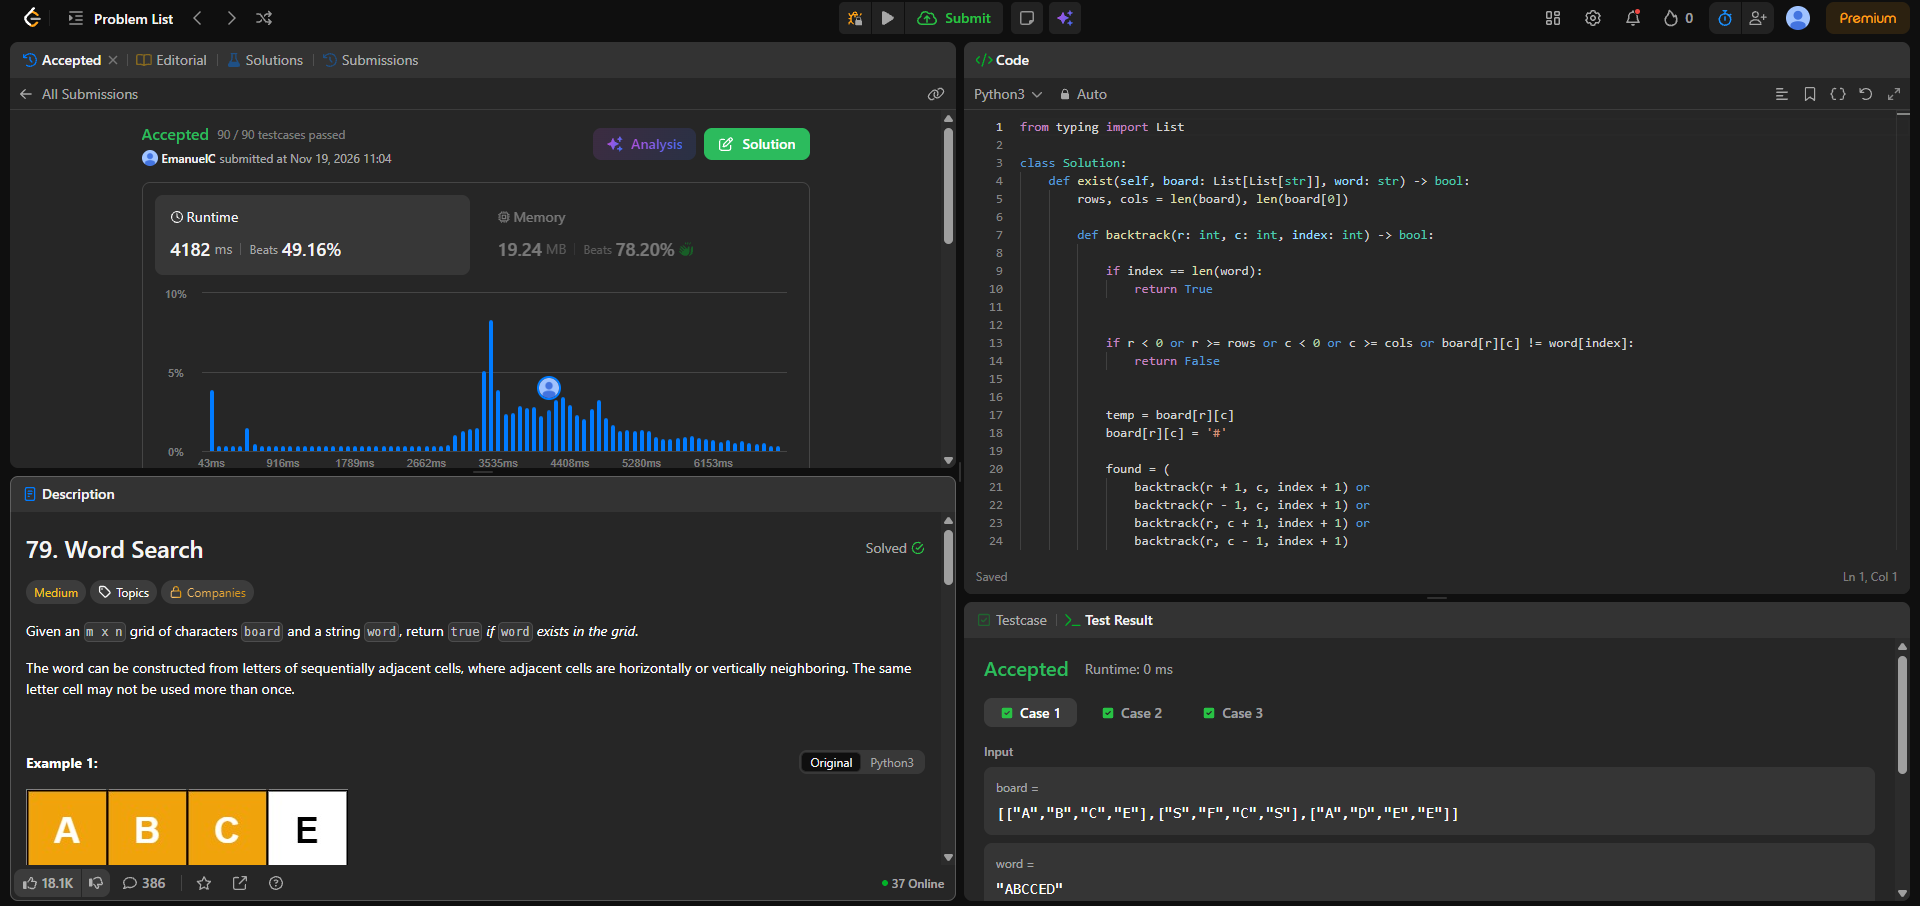 Problem List
Submit
0
Premium
Accepted
Editorial
Solutions
Submissions
All Submissions
Accepted 90 / 90 testcases passed
EmanuelC submitted at Nov 19, 2026 11:04
Analysis
Solution
Runtime
4182 ms Beats 49.16%
Memory
19.24 MB Beats 78.20%
10%
5%
0%
43ms 916ms 1789ms 2662ms 3535ms 4408ms 5280ms 6153ms
Description
79. Word Search
Solved
Medium Topics Companies
Given an m x n grid of characters board and a string word, return true if word exists in the grid.
The word can be constructed from letters of sequentially adjacent cells, where adjacent cells are horizontally or vertically neighboring. The same
letter cell may not be used more than once.
Example 1:
Original Python3
A B C E
18.1K
386
37 Online
</> Code
Python3 Auto
1 from typing import List
2
3 class Solution:
4     def exist(self, board: List[List[str]], word: str) -> bool:
5         rows, cols = len(board), len(board[0])
6
7         def backtrack(r: int, c: int, index: int) -> bool:
8
9             if index == len(word):
10                 return True
11
12
13             if r < 0 or r >= rows or c < 0 or c >= cols or board[r][c] != word[index]:
14                 return False
15
16
17             temp = board[r][c]
18             board[r][c] = '#'
19
20             found = (
21                 backtrack(r + 1, c, index + 1) or
22                 backtrack(r - 1, c, index + 1) or
23                 backtrack(r, c + 1, index + 1) or
24                 backtrack(r, c - 1, index + 1)
Saved
Ln 1, Col 1
Testcase
Test Result
Accepted Runtime: 0 ms
Case 1 Case 2 Case 3
Input
board =
[["A","B","C","E"],["S","F","C","S"],["A","D","E","E"]]
word =
"ABCCED"